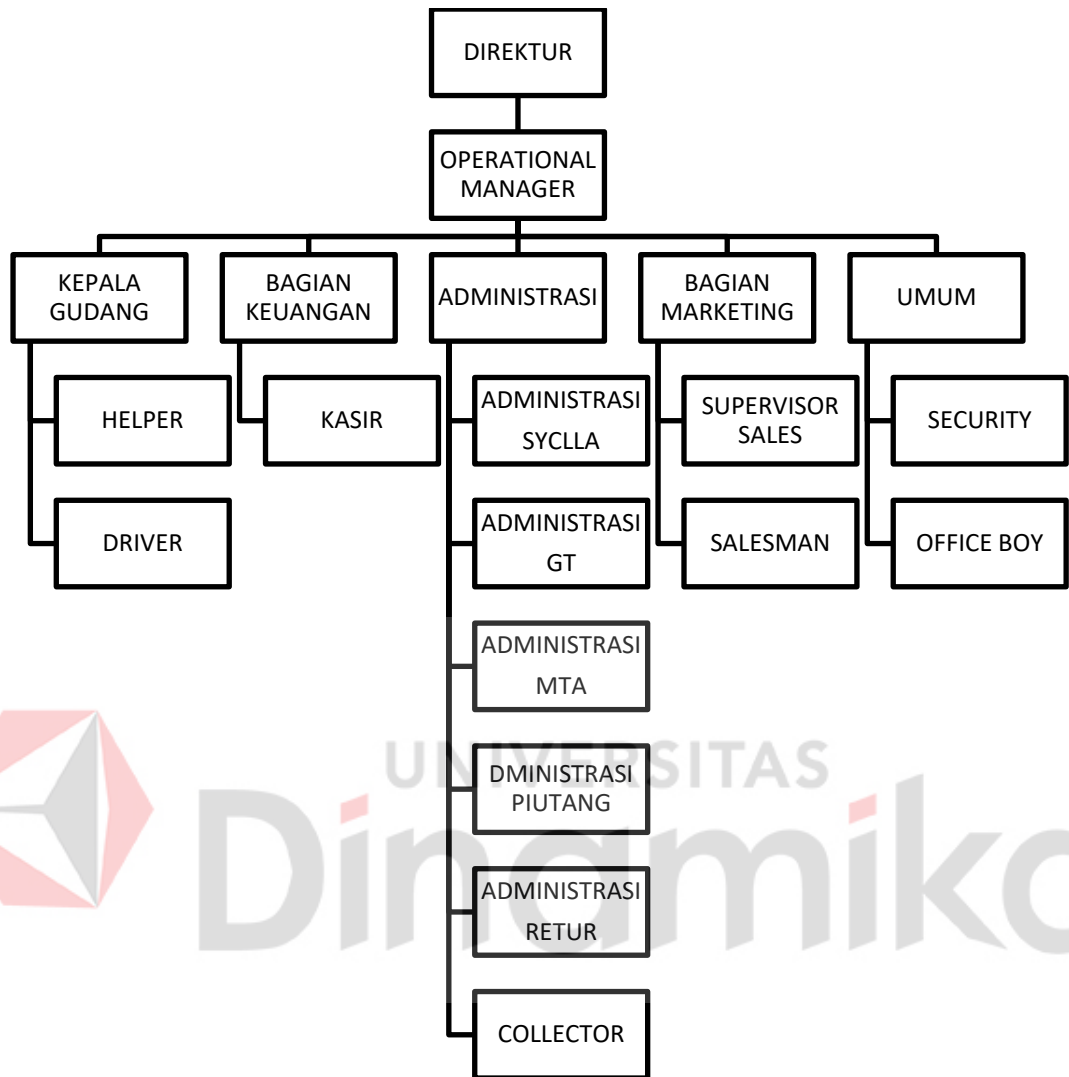 DIREKTUR
OPERATIONAL
MANAGER
KEPALA
GUDANG
BAGIAN
KEUANGAN
ADMINISTRASI
BAGIAN
MARKETING
UMUM
HELPER
DRIVER
KASIR
ADMINISTRASI
SYCLLA
ADMINISTRASI
GT
ADMINISTRASI
MTA
DMINISTRASI
PIUTANG
ADMINISTRASI
RETUR
COLLECTOR
SUPERVISOR
SALES
SALESMAN
SECURITY
OFFICE BOY
UNIVERSITAS
Dinamika